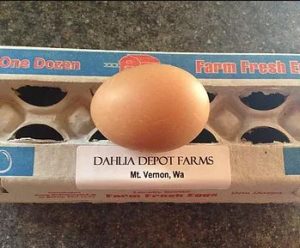 One Dozen
Farm Fresh E
DAHLIA DEPOT FARMS
Mt. Vernon, Wa
Farm Fresh Eggs